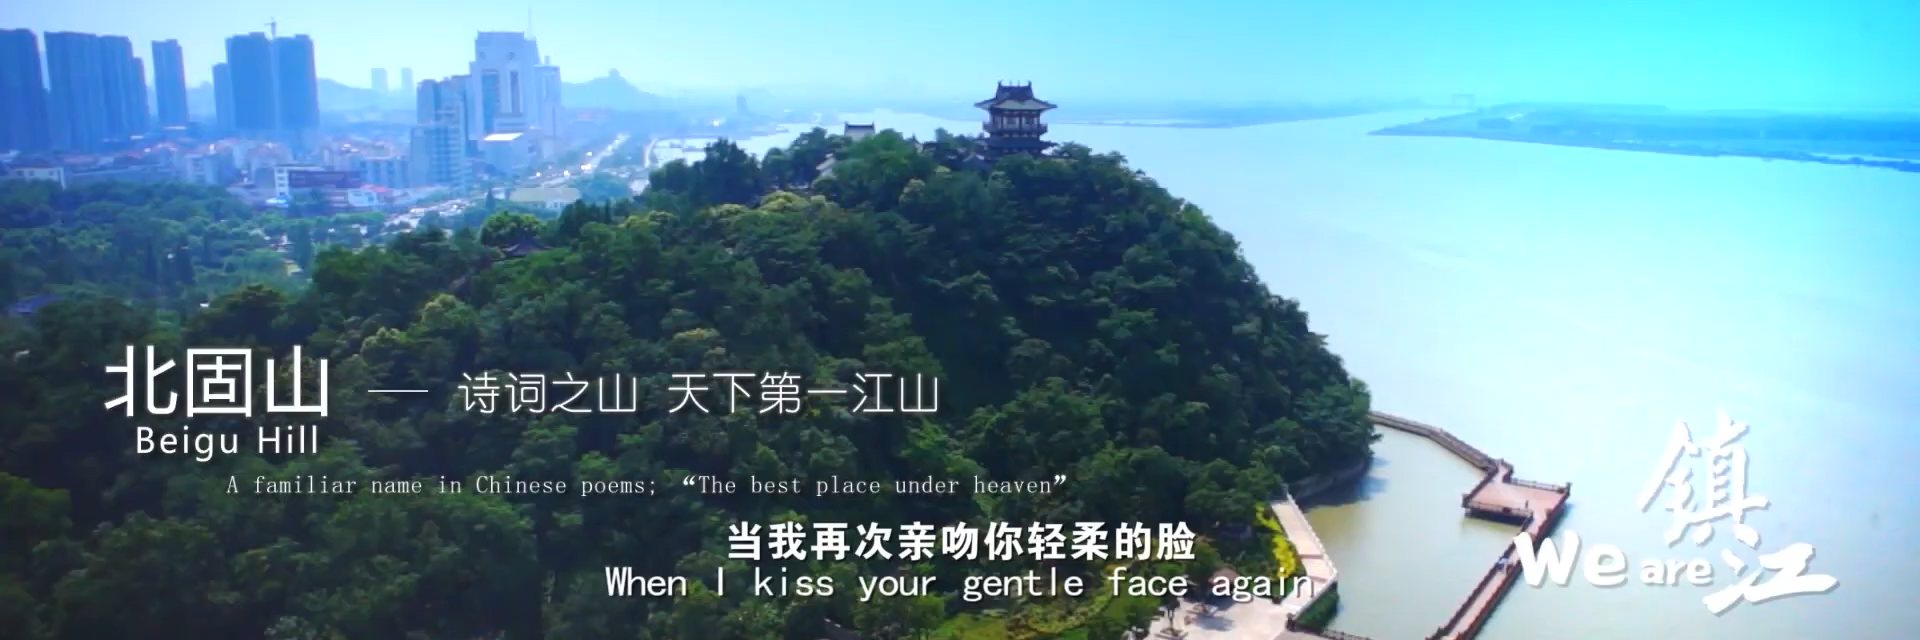 北固山 —— 诗词之山 天下第一江山
Beigu Hill
A familiar name in Chinese poems; “The best place under heaven”
当我再次亲吻你轻柔的脸
When I kiss your gentle face again
We are 镇江